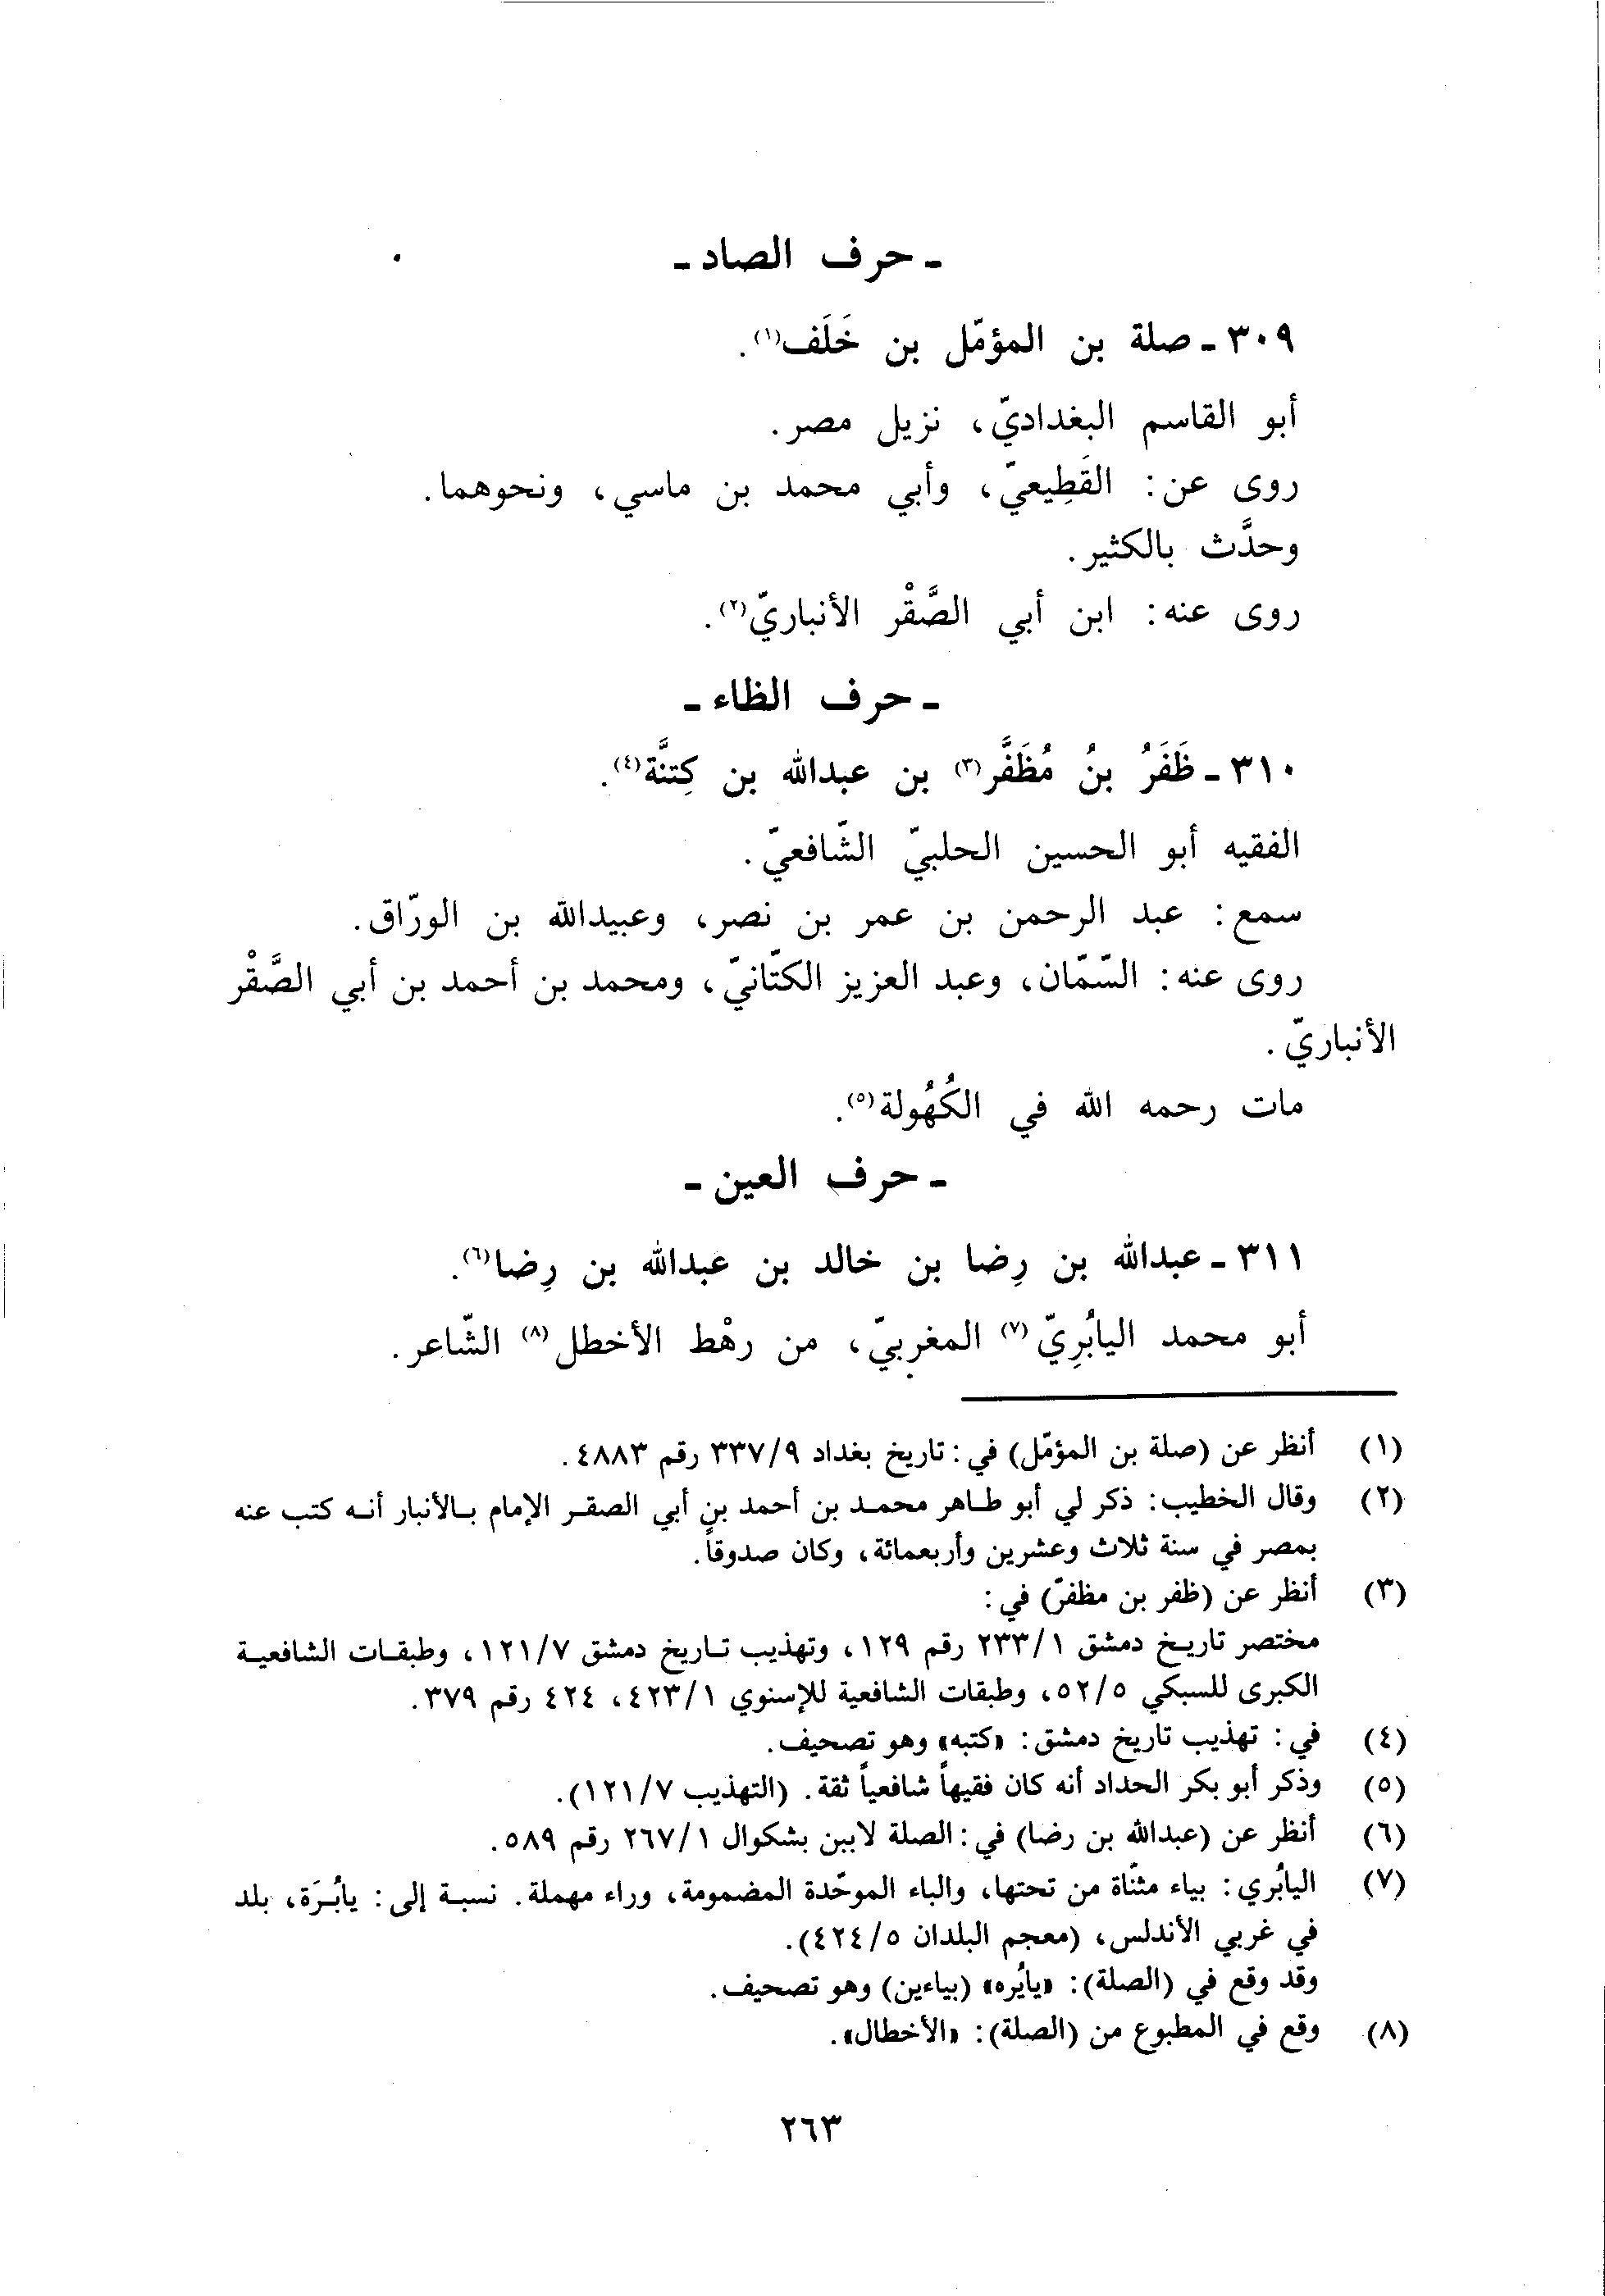 - حرف الصاد -
٣٠٩ - صلة بن المؤمّل بن خَلَف(١).
أبو القاسم البغداديّ، نزيل مصر.
روى عن: القَطِيعيّ، وأبي محمد بن ماسي، ونحوهما.
وحدَّث بالكثير.
روى عنه: ابن أبي الصَّقْر الأنباريّ(٢).
- حرف الظاء -
٣١٠ - ظَفَرُ بنُ مُظَفَّر(٣) بن عبدالله بن كِتنَّة(٤).
الفقيه أبو الحسين الحلبيّ الشّافعيّ.
سمع: عبد الرحمن بن عمر بن نصر، وعبيدالله بن الورّاق.
روى عنه: السّمّان، وعبد العزيز الكتّانيّ، ومحمد بن أحمد بن أبي الصَّقْر
الأنباريّ.
مات رحمه الله في الكُهُولة(٥).
- حرف العين -
٣١١ - عبدالله بن رِضا بن خالد بن عبدالله بن رِضا(٦).
أبو محمد اليابُرِيّ(٧) المغربيّ، من رهْط الأخطل(٨) الشّاعر.
(١) أنظر عن (صلة بن المؤمّل) في: تاريخ بغداد ٣٣٧/٩ رقم ٤٨٨٣.
(٢) وقال الخطيب: ذكر لي أبو طاهر محمد بن أحمد بن أبي الصقر الإمام بالأنبار أنه كتب عنه
بمصر في سنة ثلاث وعشرين وأربعمائة، وكان صدوقاً.
(٣) أنظر عن (ظفر بن مظفّر) في:
مختصر تاريخ دمشق ٢٣٣/١ رقم ١٢٩، وتهذيب تاريخ دمشق ١٢١/٧، وطبقات الشافعية
الكبرى للسبكي ٥٢/٥، وطبقات الشافعية للإسنوي ٤٢٣/١، ٤٢٤ رقم ٣٧٩.
(٤) في: تهذيب تاريخ دمشق: «كتبه» وهو تصحيف.
(٥) وذكر أبو بكر الحداد أنه كان فقيهاً شافعياً ثقة. (التهذيب ١٢١/٧).
(٦) أنظر عن (عبدالله بن رضا) في: الصلة لابن بشكوال ٢٦٧/١ رقم ٥٨٩.
(٧) اليابُري: بياء مثنّاة من تحتها، والباء الموحّدة المضمومة، وراء مهملة. نسبة إلى: يابُرَة، بلد
في غربي الأندلس، (معجم البلدان ٤٢٤/٥).
وقد وقع في (الصلة): «يايُره» (بياءين) وهو تصحيف.
(٨) وقع في المطبوع من (الصلة): «الأخطال».
٢٦٣